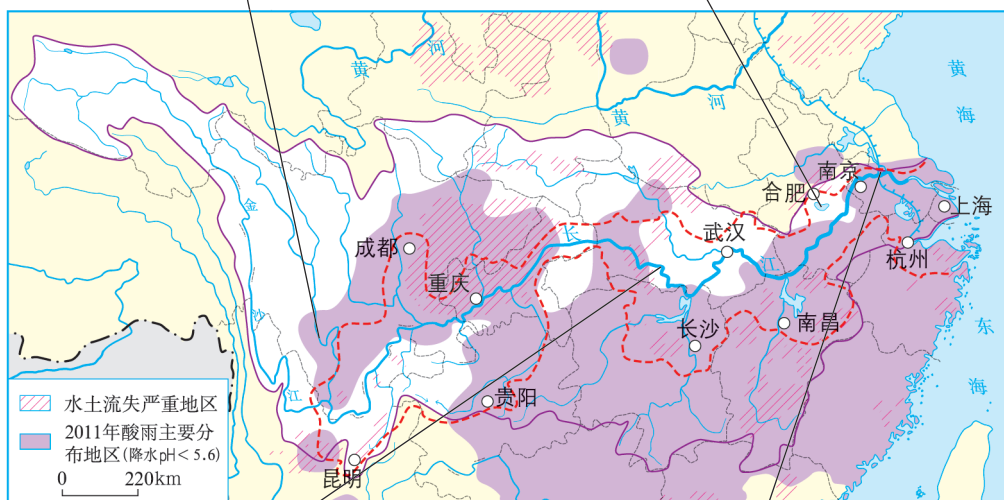 黄
河
黄
河
黄
海
金
沙
江
长
江
南京
合肥
上海
武汉
杭州
成都
重庆
长沙
南昌
贵阳
昆明
东
海
水土流失严重地区
2011年酸雨主要分
布地区(降水pH<5.6)
0 220km